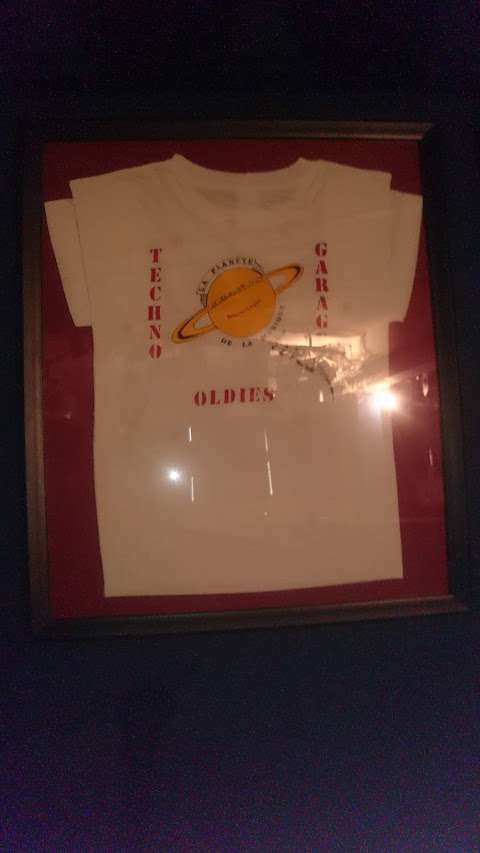 TECHNO
LA PLANETE
DE LA
GARAG
OLDIES